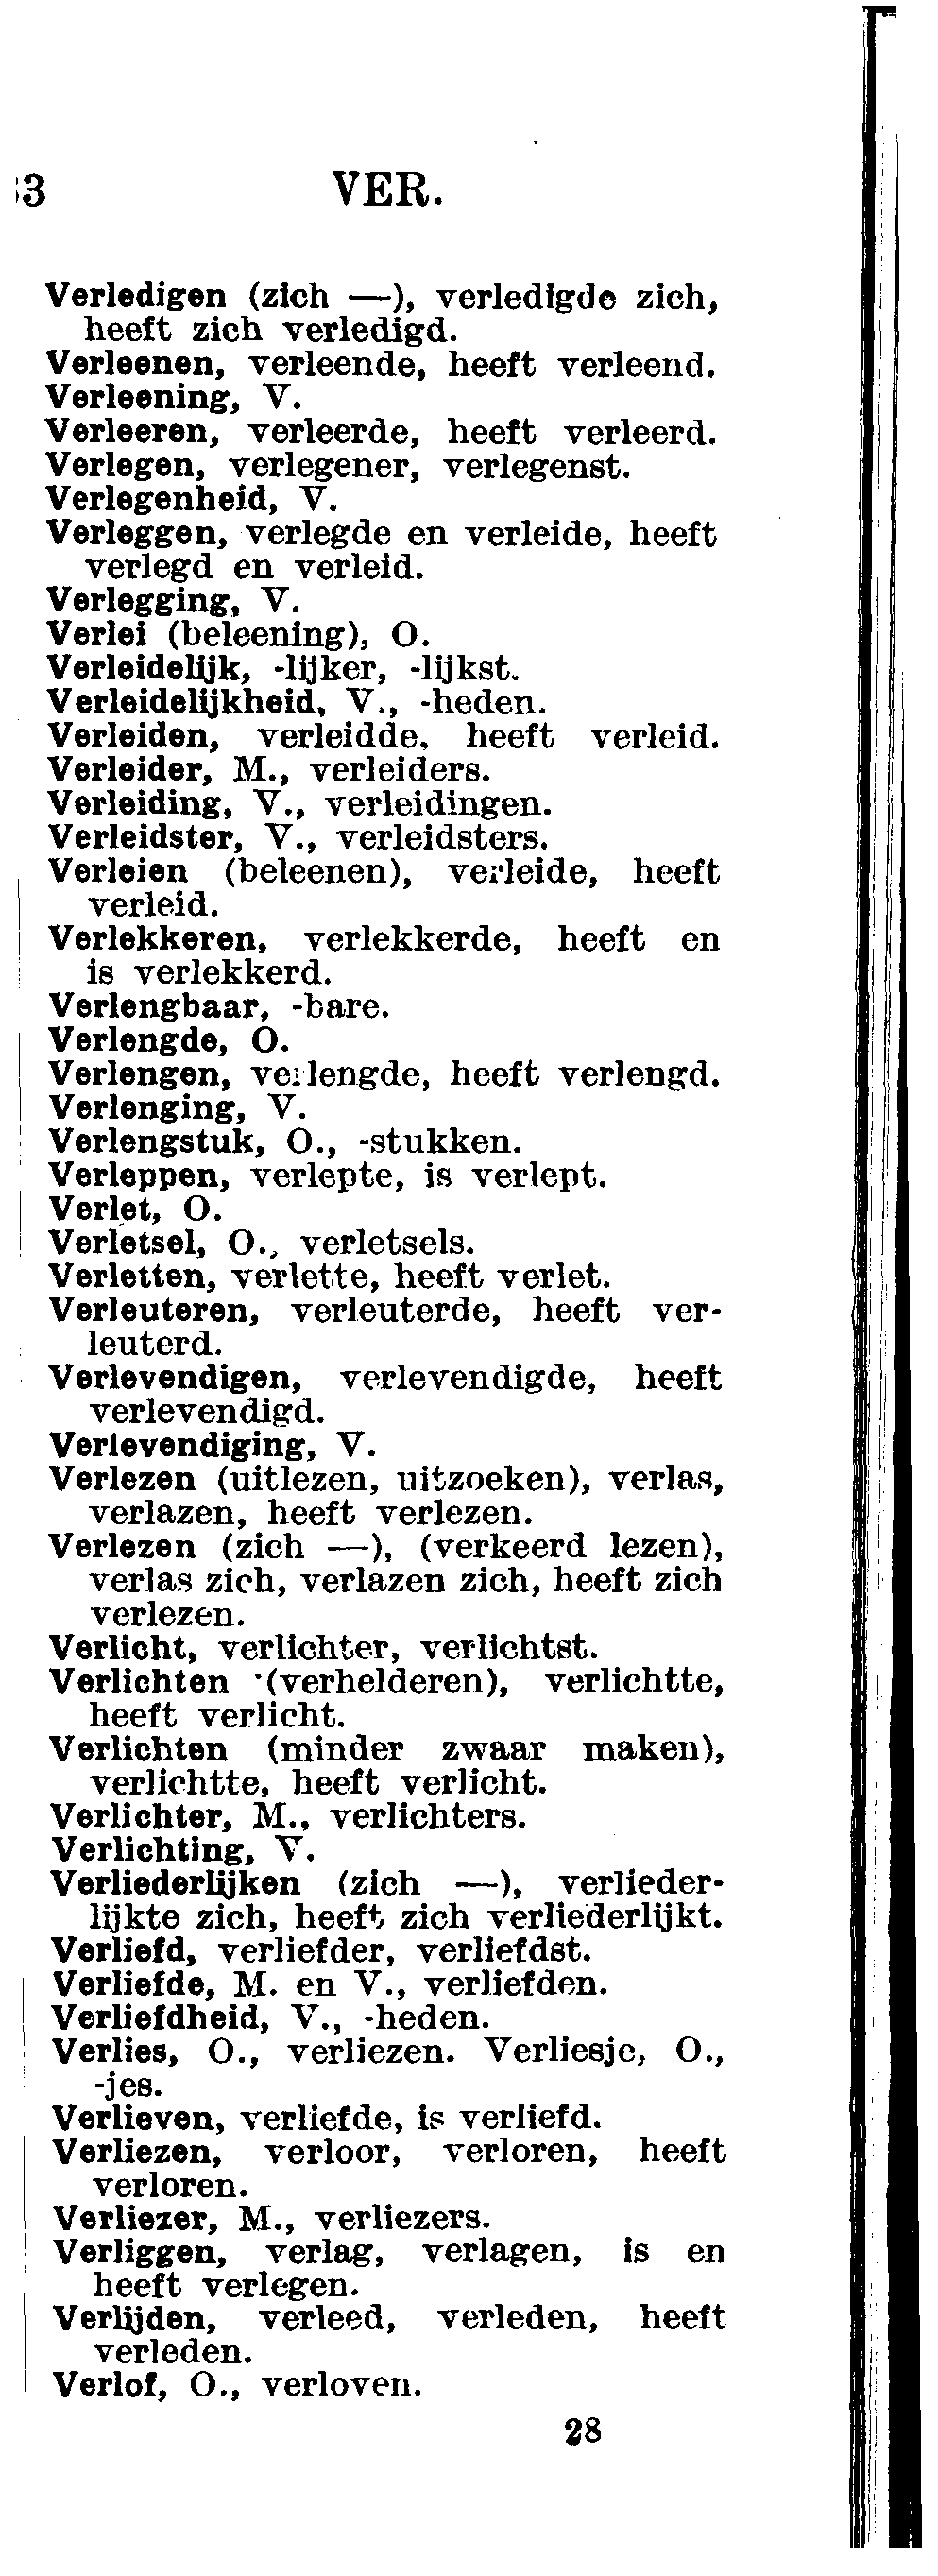 3 VER.
Verledigen (zich —), verledigde zich,
heeft zich verledigd.
Verleenen, verleende, heeft verleend.
Verleening, V.
Verleeren, verleerde, heeft verleerd.
Verlegen, verlegener, verlegenst.
Verlegenheid, V.
Verleggen, verlegde en verleide, heeft
verlegd en verleid.
Verlegging, V.
Verlei (beleening), O.
Verleidelijk, -lijker, -lijkst.
Verleidelijkheid, V., -heden.
Verleiden, verleidde, heeft verleid.
Verleider, M., verleiders.
Verleiding, V., verleidingen.
Verleidster, V., verleidsters.
Verleien (beleenen), verleide, heeft
verleid.
Verlekkeren, verlekkerde, heeft en
is verlekkerd.
Verlengbaar, -bare.
Verlengde, O.
Verlengen, verlengde, heeft verlengd.
Verlenging, V.
Verlengstuk, O., -stukken.
Verleppen, verlepte, is verlept.
Verlet, O.
Verletsel, O., verletsels.
Verletten, verlette, heeft verlet.
Verleuteren, verleuterde, heeft ver-
leuterd.
Verlevendigen, verlevendigde, heeft
verlevendigd.
Verlevendiging, V.
Verlezen (uitlezen, uitzoeken), verlas,
verlazen, heeft verlezen.
Verlezen (zich —), (verkeerd lezen),
verlas zich, verlazen zich, heeft zich
verlezen.
Verlicht, verlichter, verlichtst.
Verlichten (verhelderen), verlichtte,
heeft verlicht.
Verlichten (minder zwaar maken),
verlichtte, heeft verlicht.
Verlichter, M., verlichters.
Verlichting, V.
Verliederlijken (zich —), verlieder-
lijkte zich, heeft zich verliederlijkt.
Verliefd, verliefder, verliefdst.
Verliefde, M. en V., verliefden.
Verliefdheid, V., -heden.
Verlies, O., verliezen. Verliesje, O.,
-jes.
Verlieven, verliefde, is verliefd.
Verliezen, verloor, verloren, heeft
verloren.
Verliezer, M., verliezers.
Verliggen, verlag, verlagen, is en
heeft verlegen.
Verlijden, verleed, verleden, heeft
verleden.
Verlof, O., verloven.
28